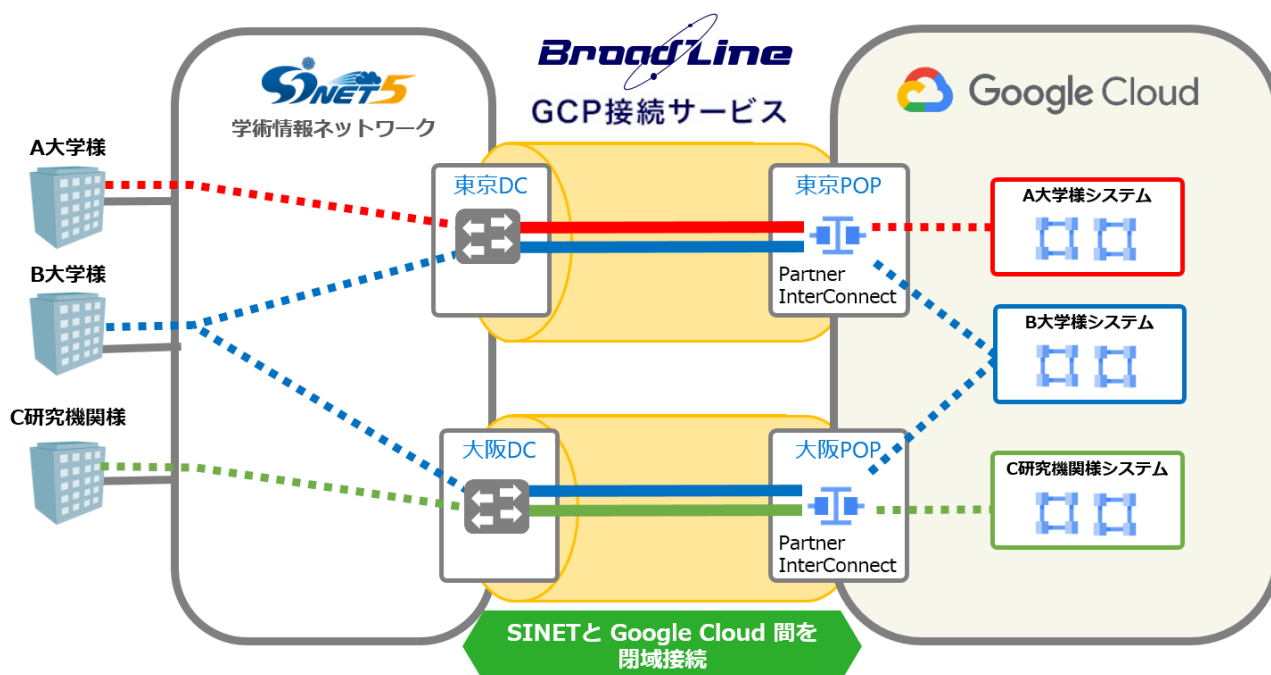 SINET5
学術情報ネットワーク
BroadLine
GCP接続サービス
Google Cloud
A大学様
B大学様
C研究機関様
東京DC
東京POP
Partner
InterConnect
大阪DC
大阪POP
Partner
InterConnect
A大学様システム
B大学様システム
C研究機関様システム
SINETと Google Cloud 間を
閉域接続